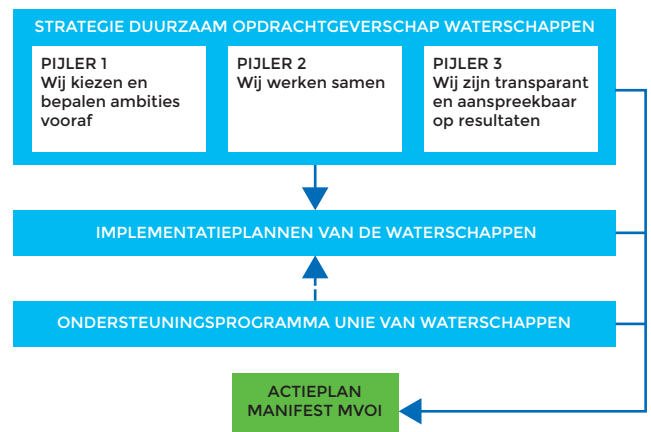 STRATEGIE DUURZAAM OPDRACHTGEVERSCHAP WATERSCHAPPEN
PIJLER 1
Wij kiezen en
bepalen ambities
vooraf
PIJLER 2
Wij werken samen
PIJLER 3
Wij zijn transparant
en aanspreekbaar
op resultaten
IMPLEMENTATIEPLANNEN VAN DE WATERSCHAPPEN
ONDERSTEUNINGSPROGRAMMA UNIE VAN WATERSCHAPPEN
ACTIEPLAN
MANIFEST MVOI